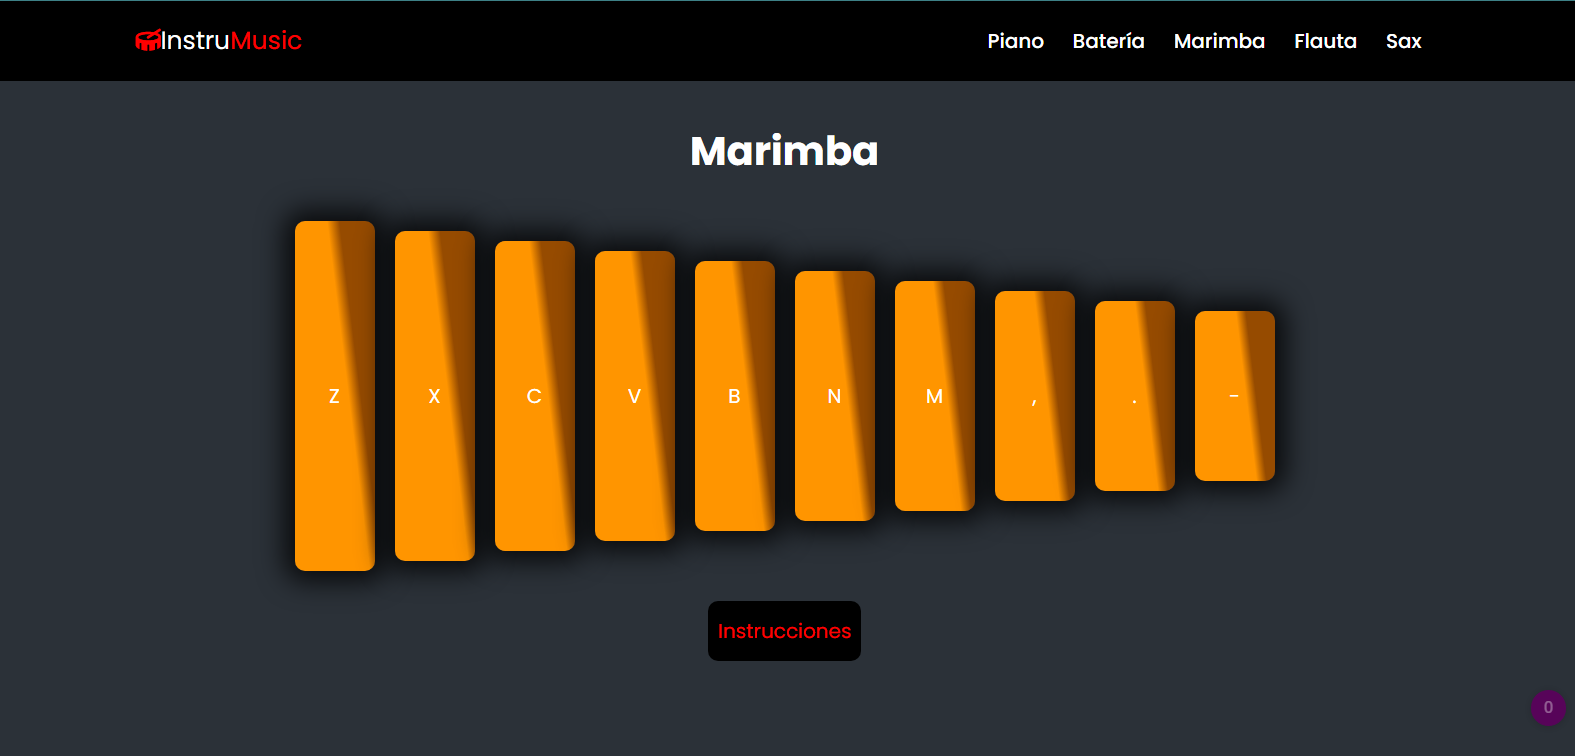 InstruMusic
Piano Batería Marimba Flauta Sax
Marimba
Z X C V B N M , . -
Instrucciones
0